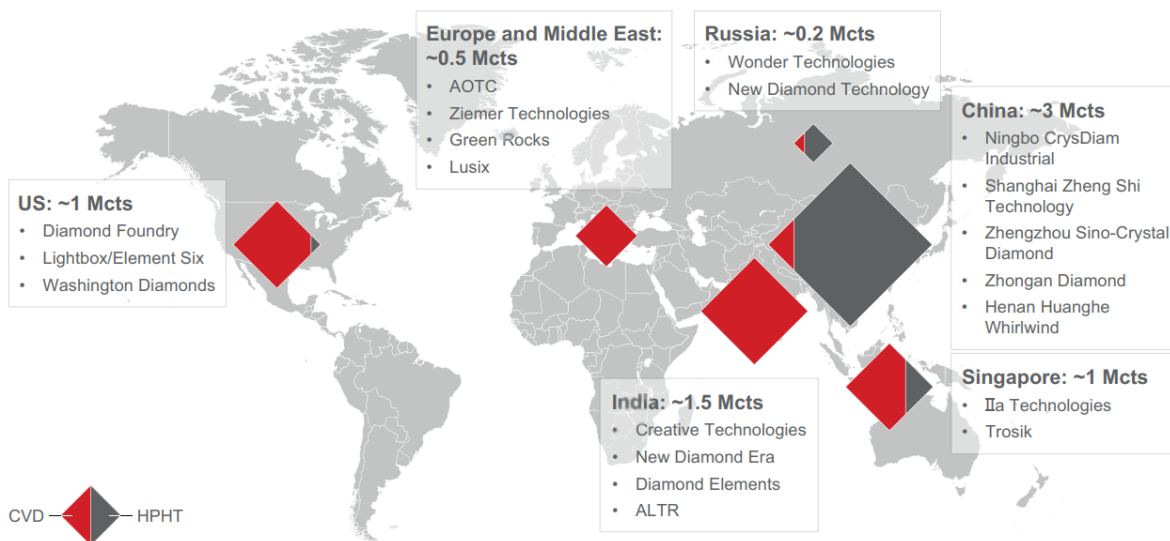 Europe and Middle East:
~0.5 Mcts
• AOTC
• Ziemer Technologies
• Green Rocks
• Lusix
Russia: ~0.2 Mcts
• Wonder Technologies
• New Diamond Technology
China: ~3 Mcts
• Ningbo CrysDiam
Industrial
• Shanghai Zheng Shi
Technology
• Zhengzhou Sino-Crystal
Diamond
• Zhongan Diamond
• Henan Huanghe
Whirlwind
US: ~1 Mcts
• Diamond Foundry
• Lightbox/Element Six
• Washington Diamonds
India: ~1.5 Mcts
• Creative Technologies
• New Diamond Era
• Diamond Elements
• ALTR
Singapore: ~1 Mcts
• IIa Technologies
• Trosik
CVD
HPHT